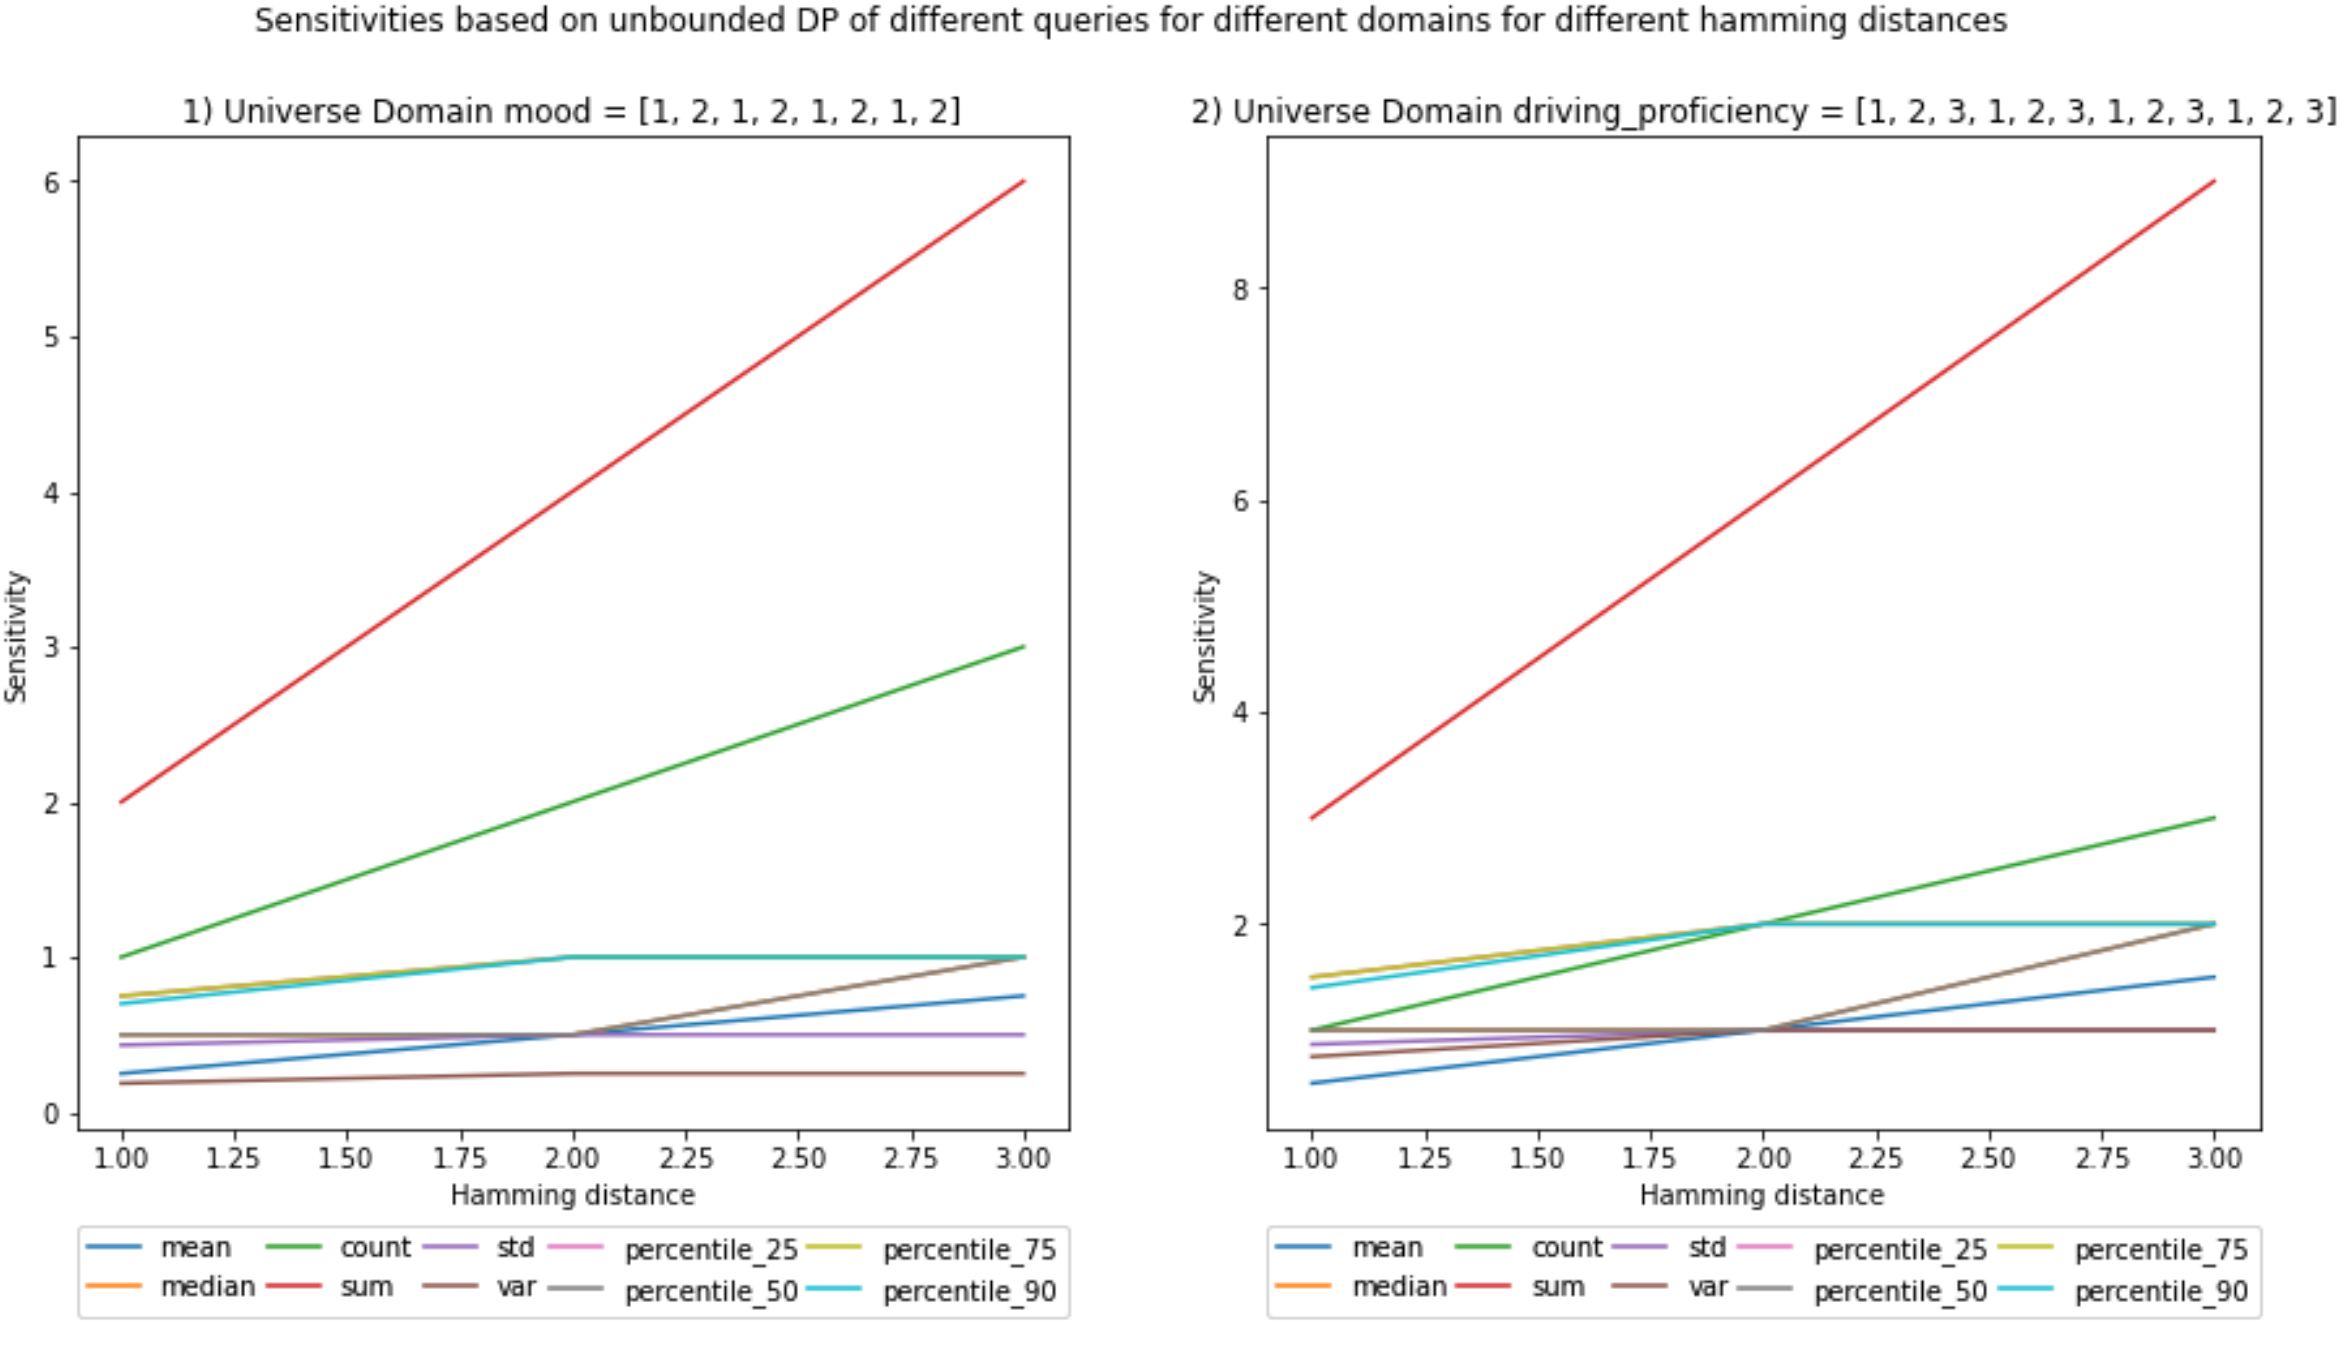 Sensitivities based on unbounded DP of different queries for different domains for different hamming distances
1) Universe Domain mood = [1, 2, 1, 2, 1, 2, 1, 2]
6
5
4
3
2
1
0
Sensitivity
1.00 1.25 1.50 1.75 2.00 2.25 2.50 2.75 3.00
Hamming distance
mean count std percentile_25 percentile_75
median sum var percentile_50 percentile_90
2) Universe Domain driving_proficiency = [1, 2, 3, 1, 2, 3, 1, 2, 3, 1, 2, 3]
8
6
4
2
Sensitivity
1.00 1.25 1.50 1.75 2.00 2.25 2.50 2.75 3.00
Hamming distance
mean count std percentile_25 percentile_75
median sum var percentile_50 percentile_90